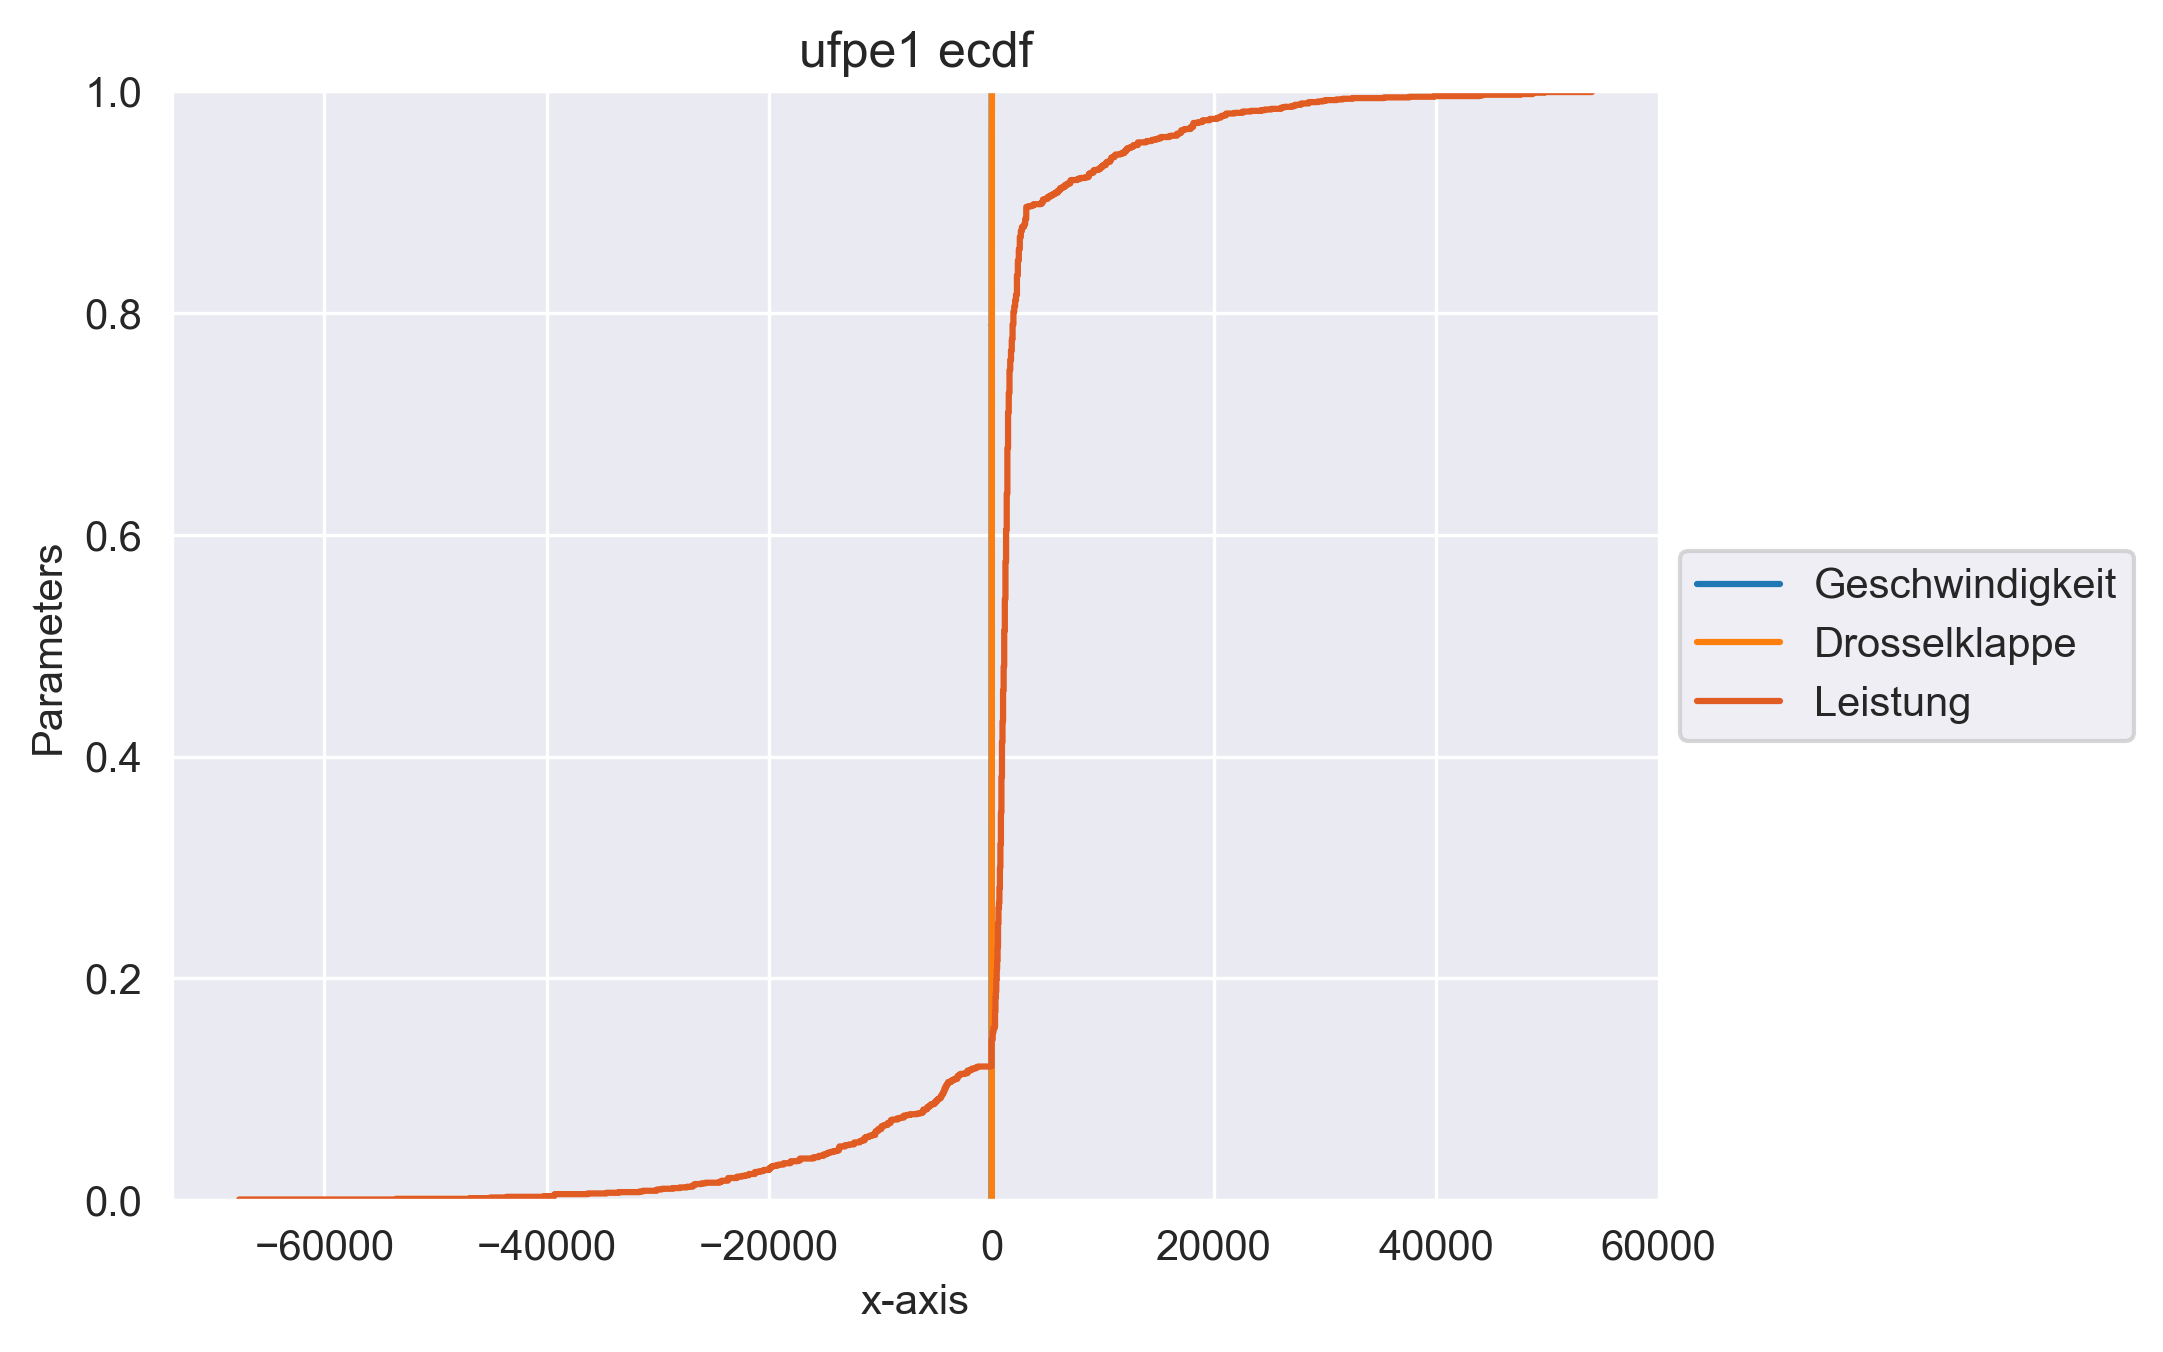 ufpe1 ecdf
1.0
0.8
0.6
0.4
0.2
0.0
Parameters
−60000
−40000
−20000
0
20000
40000
60000
x-axis
Geschwindigkeit
Drosselklappe
Leistung